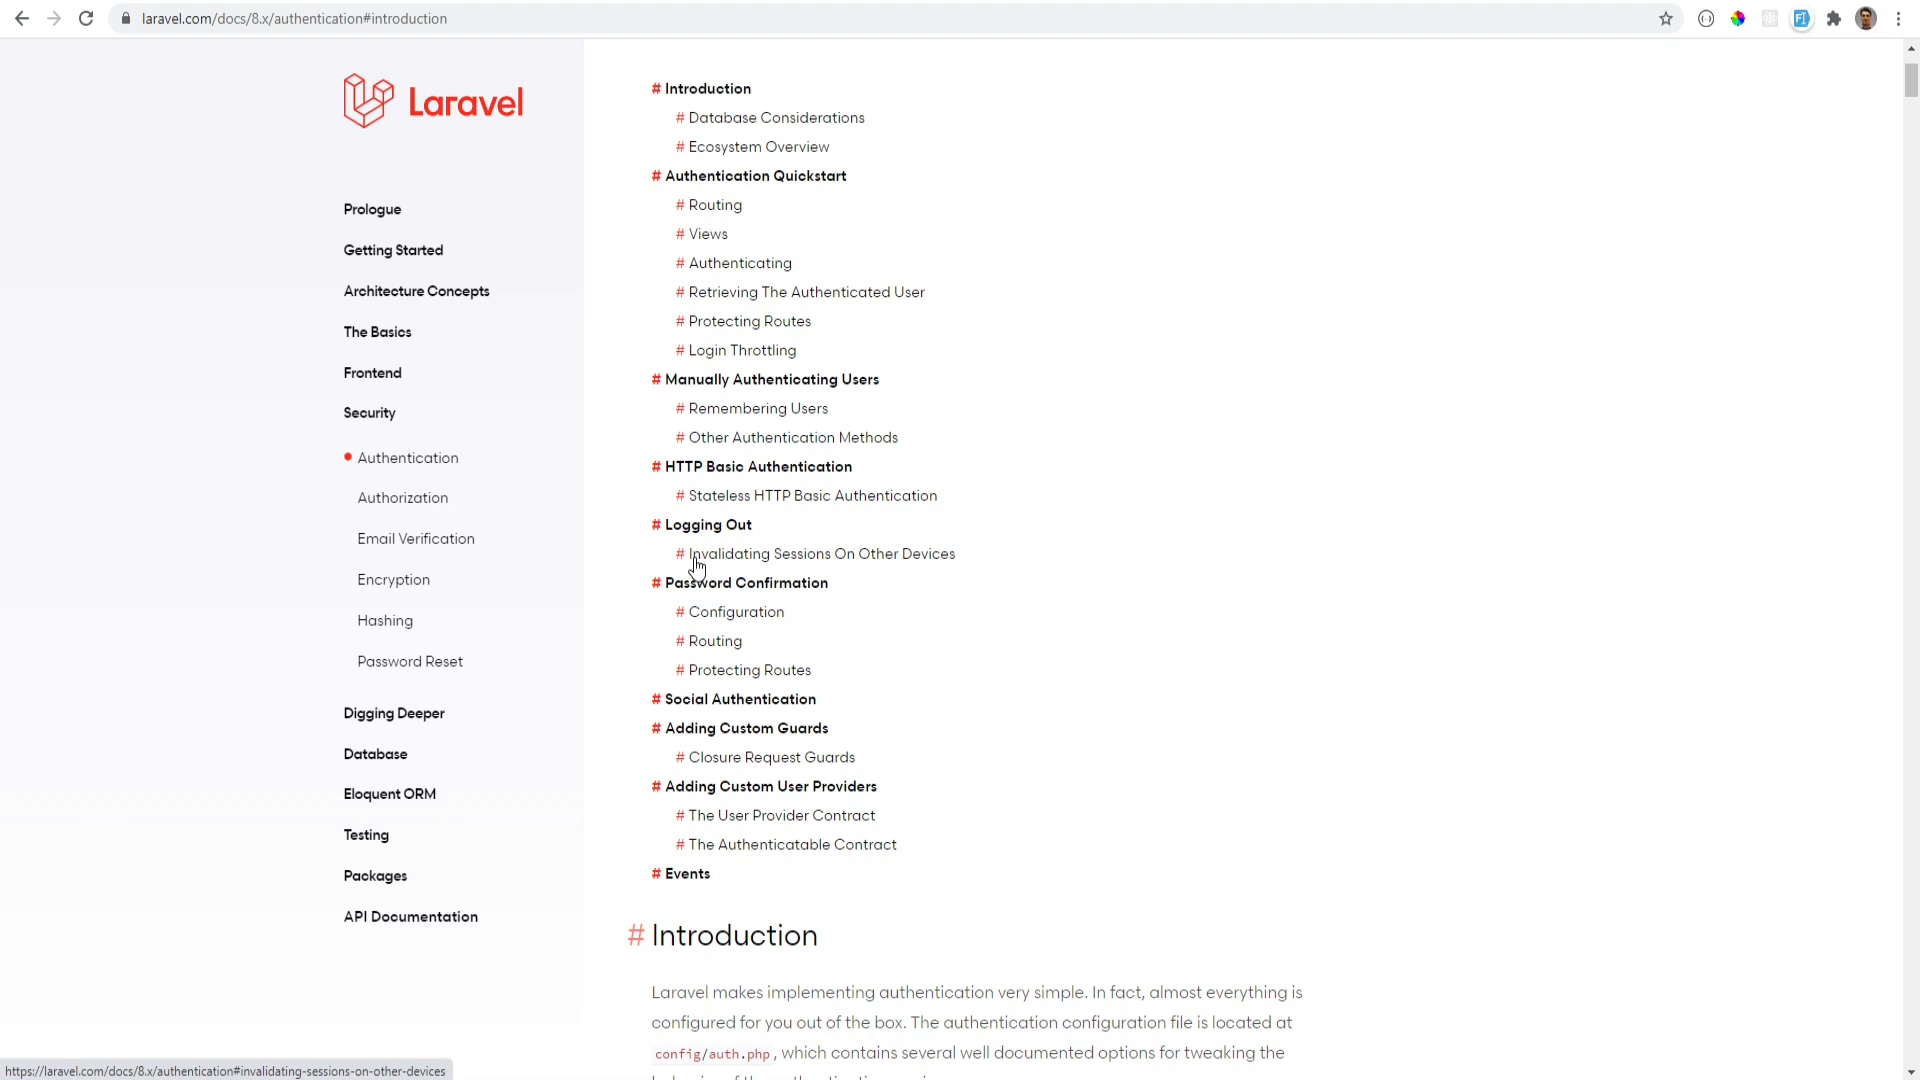 laravel.com/docs/8.x/authentication#introduction
Laravel
Prologue
Getting Started
Architecture Concepts
The Basics
Frontend
Security
Authentication
Authorization
Email Verification
Encryption
Hashing
Password Reset
Digging Deeper
Database
Eloquent ORM
Testing
Packages
API Documentation
# Introduction
# Database Considerations
# Ecosystem Overview
# Authentication Quickstart
# Routing
# Views
# Authenticating
# Retrieving The Authenticated User
# Protecting Routes
# Login Throttling
# Manually Authenticating Users
# Remembering Users
# Other Authentication Methods
# HTTP Basic Authentication
# Stateless HTTP Basic Authentication
# Logging Out
# Invalidating Sessions On Other Devices
# Password Confirmation
# Configuration
# Routing
# Protecting Routes
# Social Authentication
# Adding Custom Guards
# Closure Request Guards
# Adding Custom User Providers
# The User Provider Contract
# The Authenticatable Contract
# Events
# Introduction
Laravel makes implementing authentication very simple. In fact, almost everything is
configured for you out of the box. The authentication configuration file is located at
config/auth.php, which contains several well documented options for tweaking the
https://laravel.com/docs/8.x/authentication#invalidating-sessions-on-other-devices